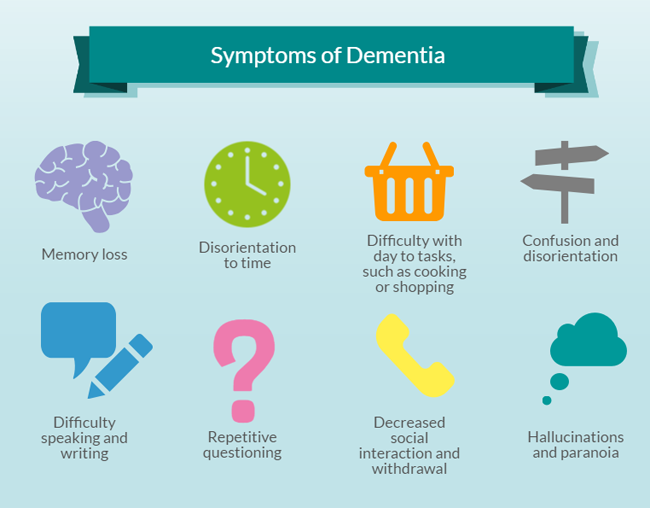 Symptoms of Dementia
Memory loss
Disorientation
to time
Difficulty with
day to tasks,
such as cooking
or shopping
Confusion and
disorientation
Difficulty
speaking and
writing
Repetitive
questioning
Decreased
social
interaction and
withdrawal
Hallucinations
and paranoia